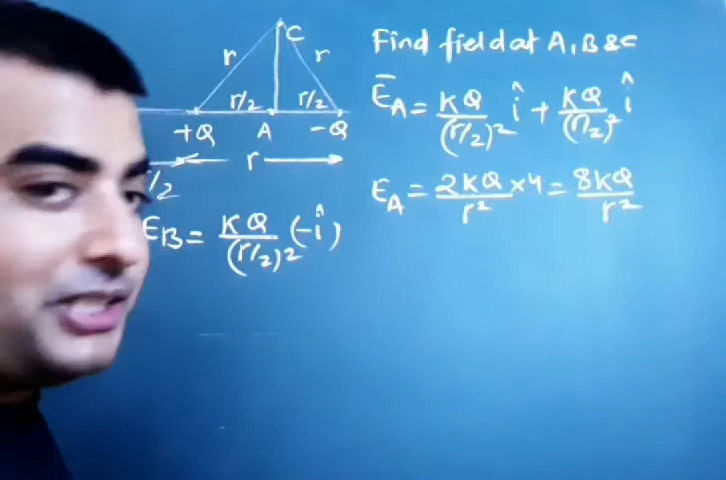 Find field at A, B & C
C
r r
r/2 r/2
+Q A -Q
/2 r
E̅_A = KQ/(r/2)² î + KQ/(r/2)² î
E_A = 2KQ/r² × 4 = 8KQ/r²
E_B = KQ/(r/2)² (-î)